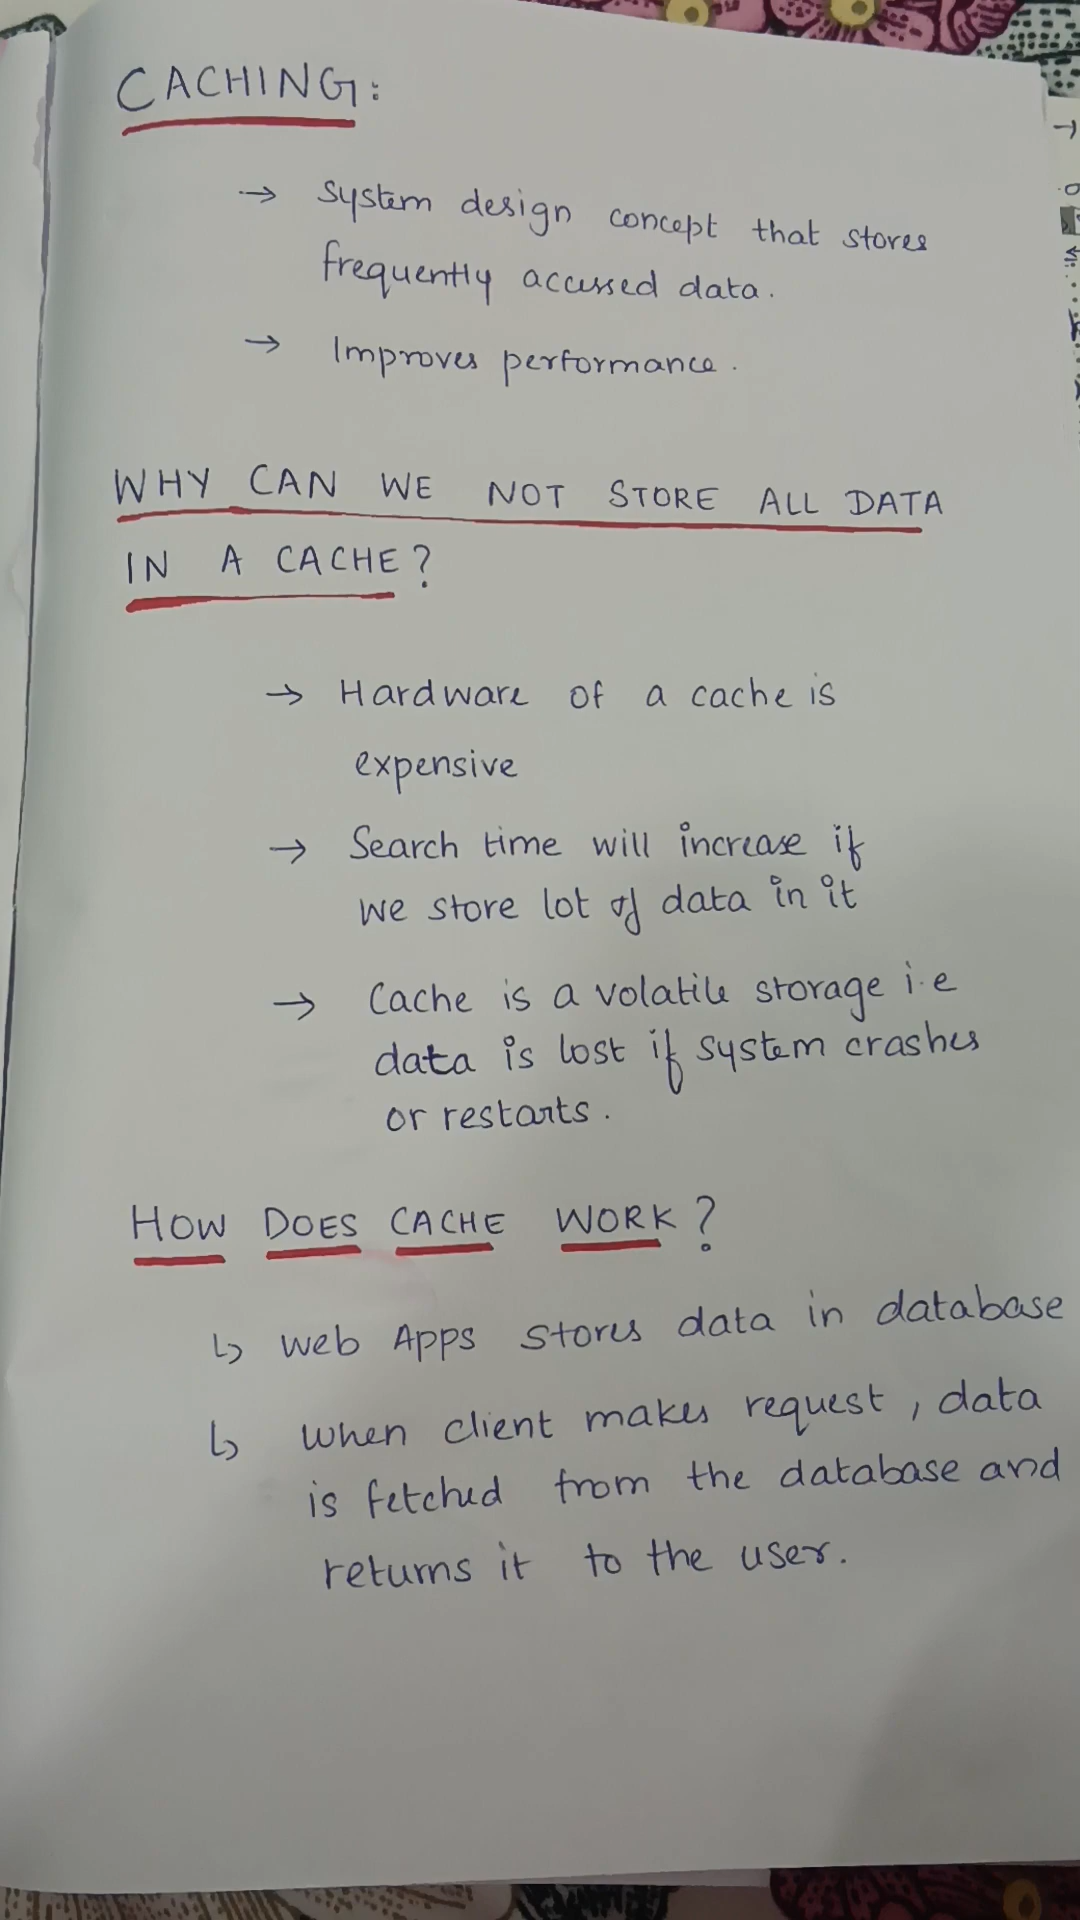 CACHING:
→ System design concept that stores
frequently accessed data.
→ Improves performance.
WHY CAN WE NOT STORE ALL DATA
IN A CACHE?
→ Hardware of a cache is
expensive
→ Search time will increase if
we store lot of data in it
→ Cache is a volatile storage i.e
data is lost if system crashes
or restarts.
HOW DOES CACHE WORK?
↳ Web Apps stores data in database
↳ When client makes request, data
is fetched from the database and
returns it to the user.